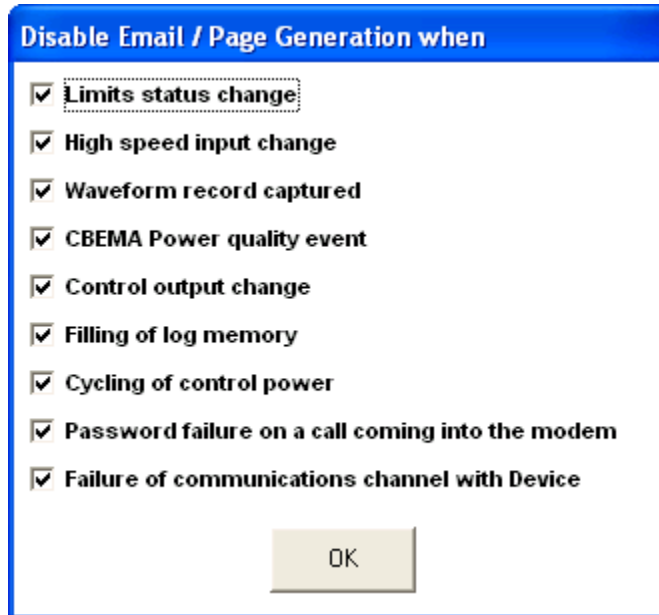 Disable Email / Page Generation when
Limits status change
High speed input change
Waveform record captured
CBEMA Power quality event
Control output change
Filling of log memory
Cycling of control power
Password failure on a call coming into the modem
Failure of communications channel with Device
OK